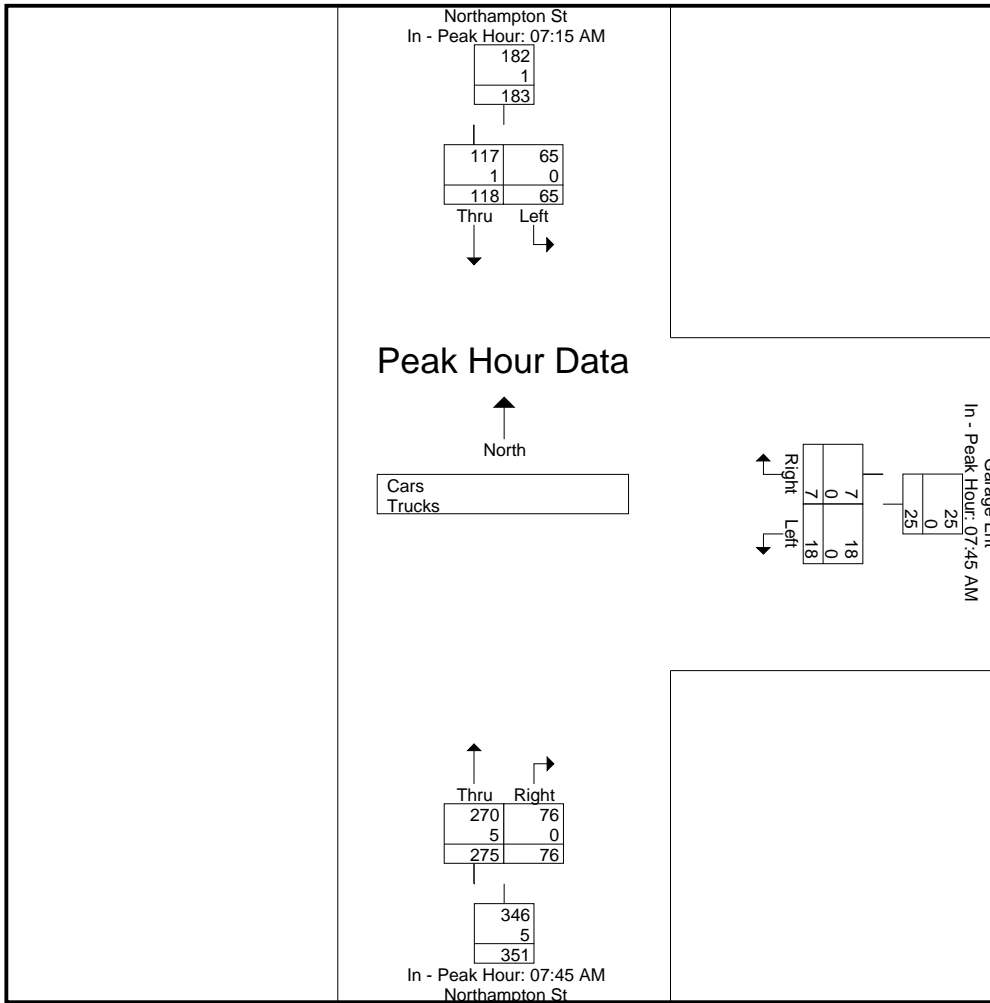 Northampton St
In - Peak Hour: 07:15 AM
182
1
183
117 65
1 0
118 65
Thru Left
Peak Hour Data
North
Cars
Trucks
Right Left
7 18
0 0
7 18
25
0
25
In - Peak Hour: 07:45 AM
Thru Right
270 76
5 0
275 76
346
5
351
In - Peak Hour: 07:45 AM
Northampton St